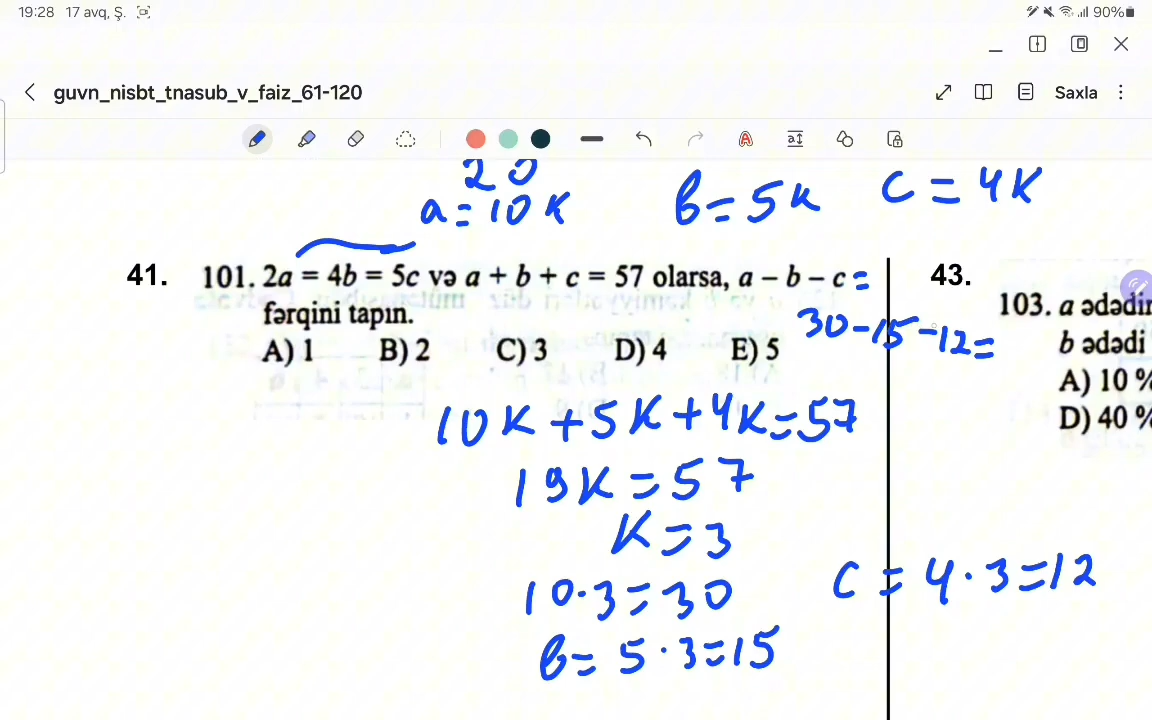 19:28 17 avq, Ş.
90%
guvn_nisbt_tnasub_v_faiz_61-120
Saxla
20
a = 10k b = 5k c = 4k
41. 101. 2a = 4b = 5c və a + b + c = 57 olarsa, a – b – c =
fərqini tapın.
30-15-12=
A) 1 B) 2 C) 3 D) 4 E) 5
10k+5k+4k=57
19k=57
k=3
10·3=30
b= 5·3=15
c = 4·3=12
43.
103. a ədədin
b ədədi
A) 10 %
D) 40 %